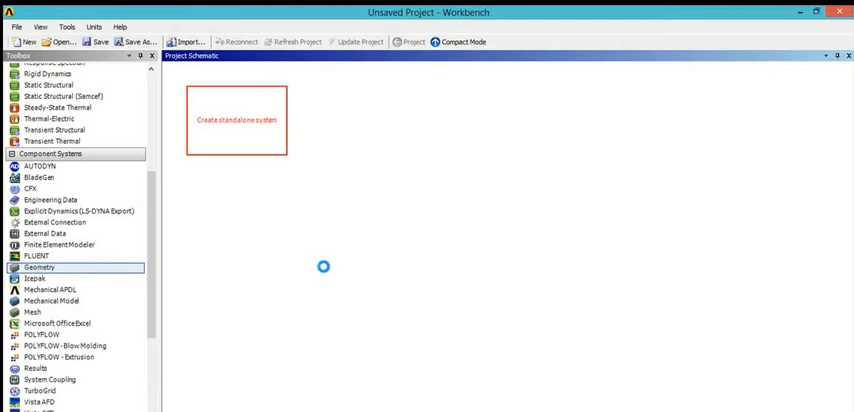 Unsaved Project - Workbench
File View Tools Units Help
New Open... Save Save As... Import... Reconnect Refresh Project Update Project Project Compact Mode
Toolbox
Project Schematic
Response Spectrum
Rigid Dynamics
Static Structural
Static Structural (Samcef)
Steady-State Thermal
Thermal-Electric
Transient Structural
Transient Thermal
Component Systems
AUTODYN
BladeGen
CFX
Engineering Data
Explicit Dynamics (LS-DYNA Export)
External Connection
External Data
Finite Element Modeler
FLUENT
Geometry
Icepak
Mechanical APDL
Mechanical Model
Mesh
Microsoft Office Excel
POLYFLOW
POLYFLOW - Blow Molding
POLYFLOW - Extrusion
Results
System Coupling
TurboGrid
Vista AFD
Create standalone system